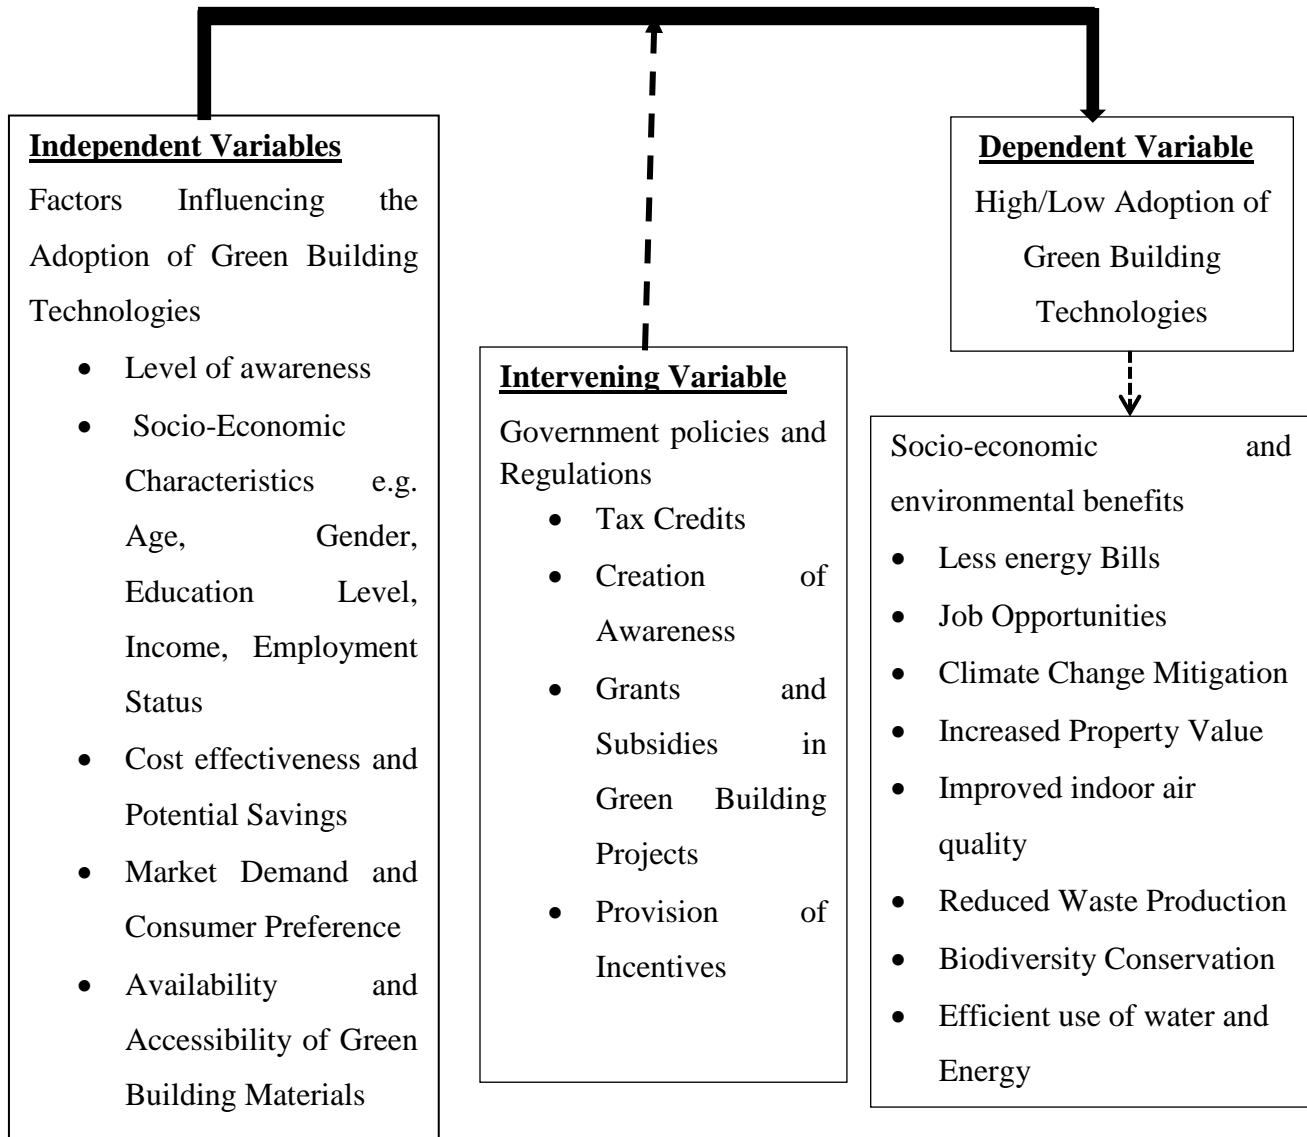 Independent Variables
Factors Influencing the
Adoption of Green Building
Technologies
• Level of awareness
• Socio-Economic
Characteristics e.g.
Age, Gender,
Education Level,
Income, Employment
Status
• Cost effectiveness and
Potential Savings
• Market Demand and
Consumer Preference
• Availability and
Accessibility of Green
Building Materials
Intervening Variable
Government policies and
Regulations
• Tax Credits
• Creation of
Awareness
• Grants and
Subsidies in
Green Building
Projects
• Provision of
Incentives
Dependent Variable
High/Low Adoption of
Green Building
Technologies
Socio-economic and
environmental benefits
• Less energy Bills
• Job Opportunities
• Climate Change Mitigation
• Increased Property Value
• Improved indoor air
quality
• Reduced Waste Production
• Biodiversity Conservation
• Efficient use of water and
Energy